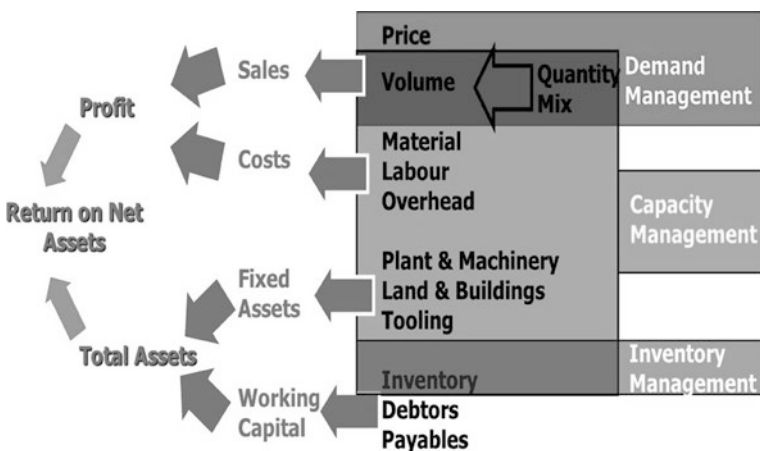 Price
Sales
Volume
Quantity
Mix
Demand
Management
Profit
Costs
Material
Labour
Overhead
Return on Net
Assets
Capacity
Management
Fixed
Assets
Plant & Machinery
Land & Buildings
Tooling
Total Assets
Inventory
Management
Working
Capital
Inventory
Debtors
Payables